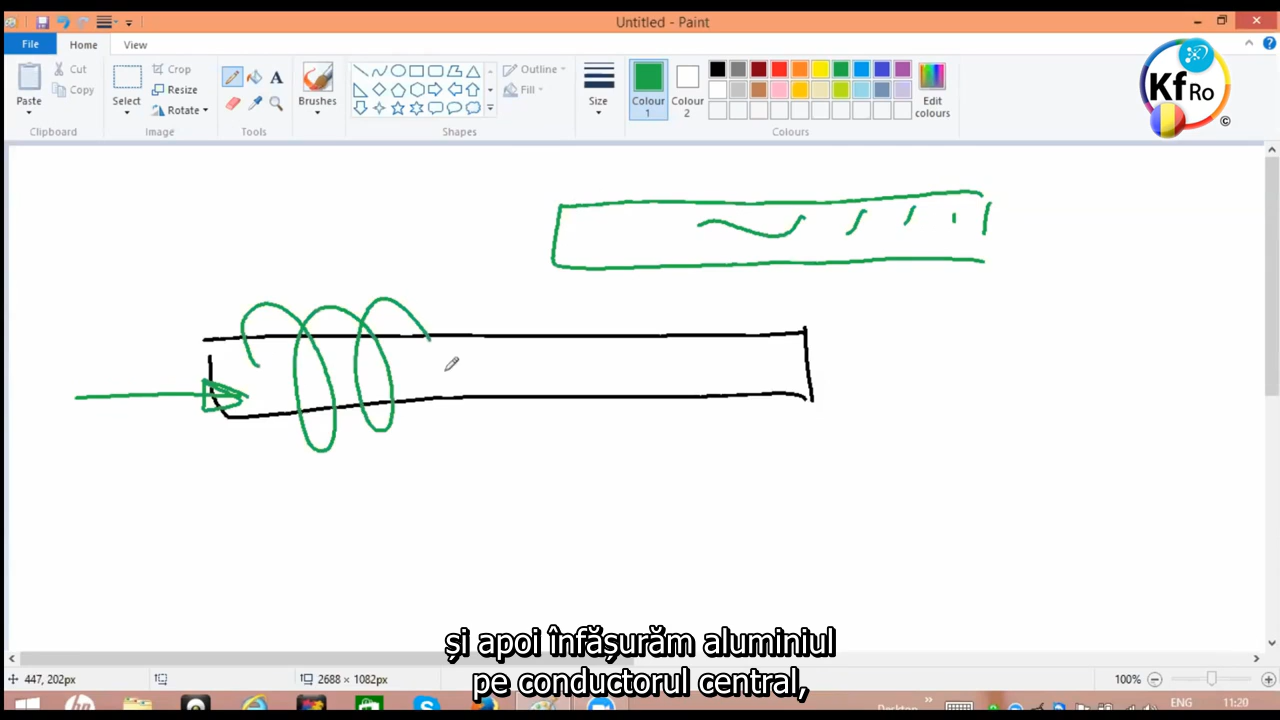 Untitled - Paint
File Home View
Paste
Cut
Copy
Clipboard
Select
Crop
Resize
Rotate
Image
A
Tools
Brushes
Shapes
Outline
Fill
Size
Colour 1
Colour 2
Edit colours
Colours
Kf Ro
©
și apoi înfășurăm aluminiul
pe conductorul central,
447, 202px
2688 × 1082px
100%
Desktop
ENG
11:20